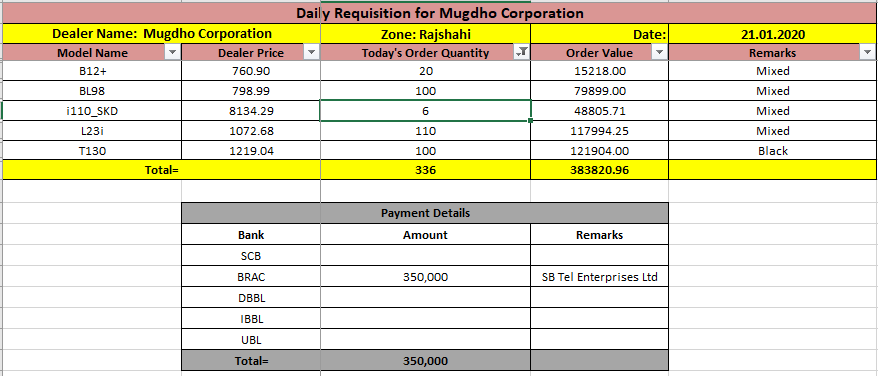 Daily Requisition for Mugdho Corporation
Dealer Name: Mugdho Corporation Zone: Rajshahi Date: 21.01.2020
Model Name Dealer Price Today's Order Quantity Order Value Remarks
B12+ 760.90 20 15218.00 Mixed
BL98 798.99 100 79899.00 Mixed
i110_SKD 8134.29 6 48805.71 Mixed
L23i 1072.68 110 117994.25 Mixed
T130 1219.04 100 121904.00 Black
Total= 336 383820.96
Payment Details
Bank Amount Remarks
SCB
BRAC 350,000 SB Tel Enterprises Ltd
DBBL
IBBL
UBL
Total= 350,000